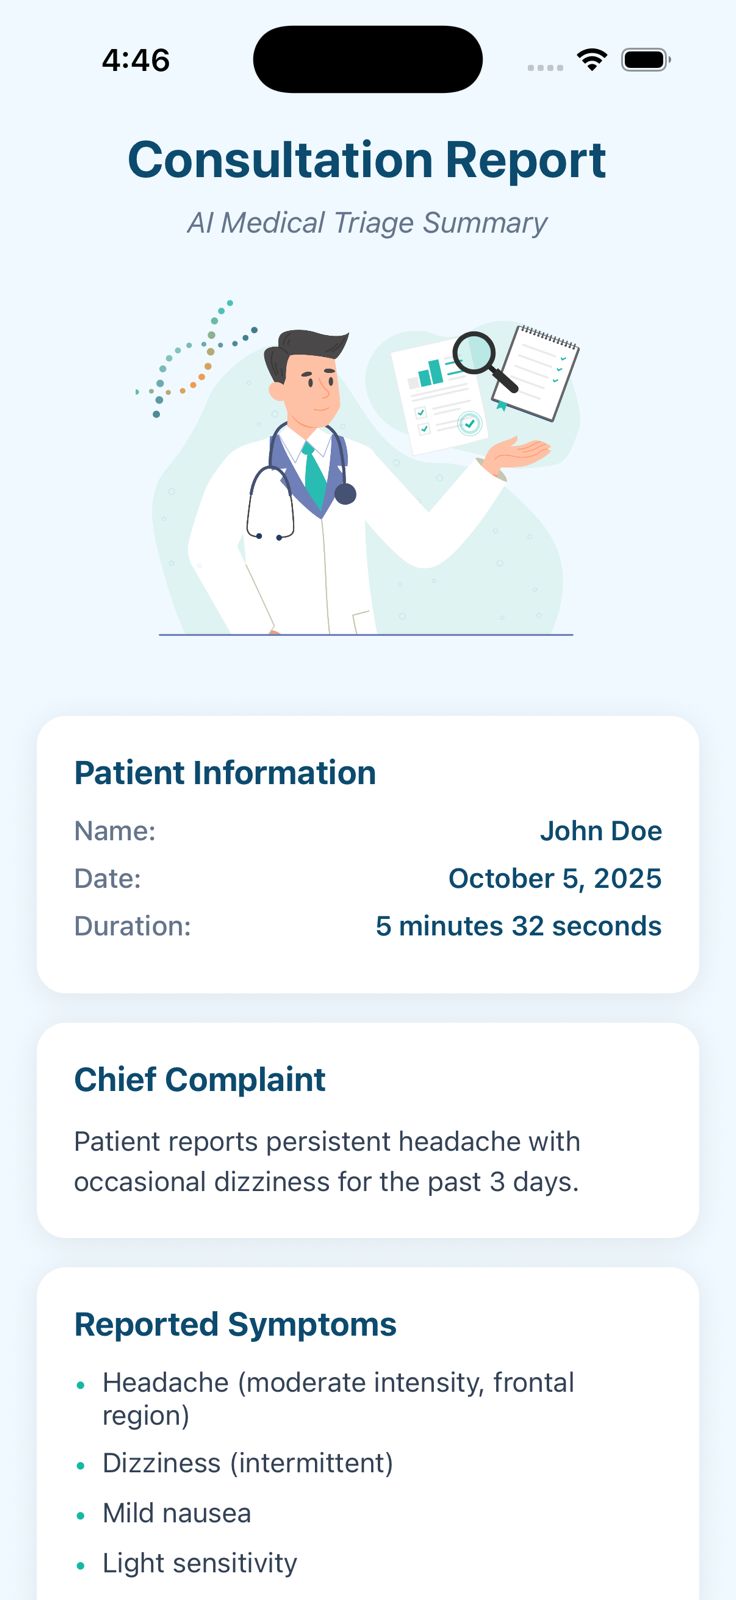 4:46
Consultation Report
AI Medical Triage Summary
Patient Information
Name: John Doe
Date: October 5, 2025
Duration: 5 minutes 32 seconds
Chief Complaint
Patient reports persistent headache with
occasional dizziness for the past 3 days.
Reported Symptoms
• Headache (moderate intensity, frontal
region)
• Dizziness (intermittent)
• Mild nausea
• Light sensitivity